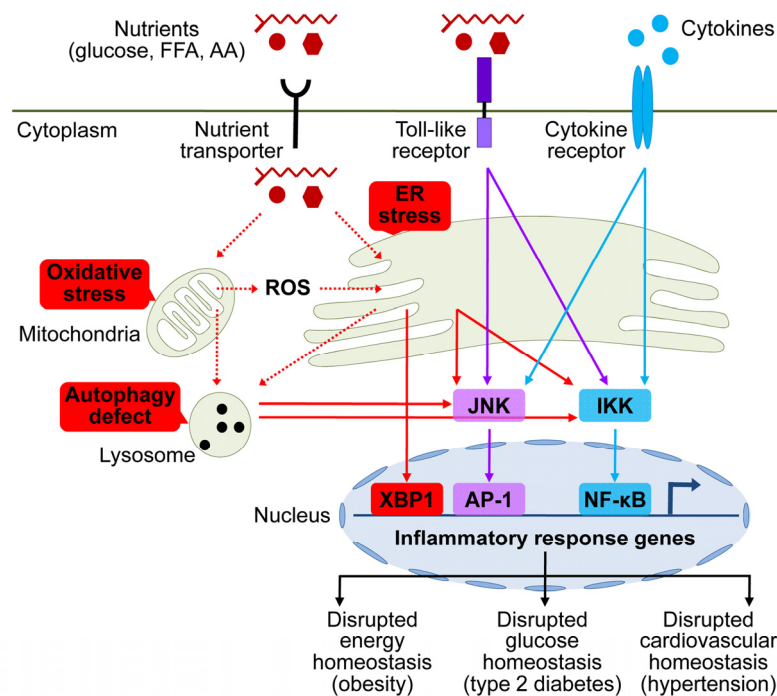 Nutrients
(glucose, FFA, AA)
Cytokines
Cytoplasm
Nutrient
transporter
Toll-like
receptor
Cytokine
receptor
ER
stress
Oxidative
stress
ROS
Mitochondria
Autophagy
defect
Lysosome
JNK
IKK
XBP1
AP-1
NF-κB
Nucleus
Inflammatory response genes
Disrupted
energy
homeostasis
(obesity)
Disrupted
glucose
homeostasis
(type 2 diabetes)
Disrupted
cardiovascular
homeostasis
(hypertension)